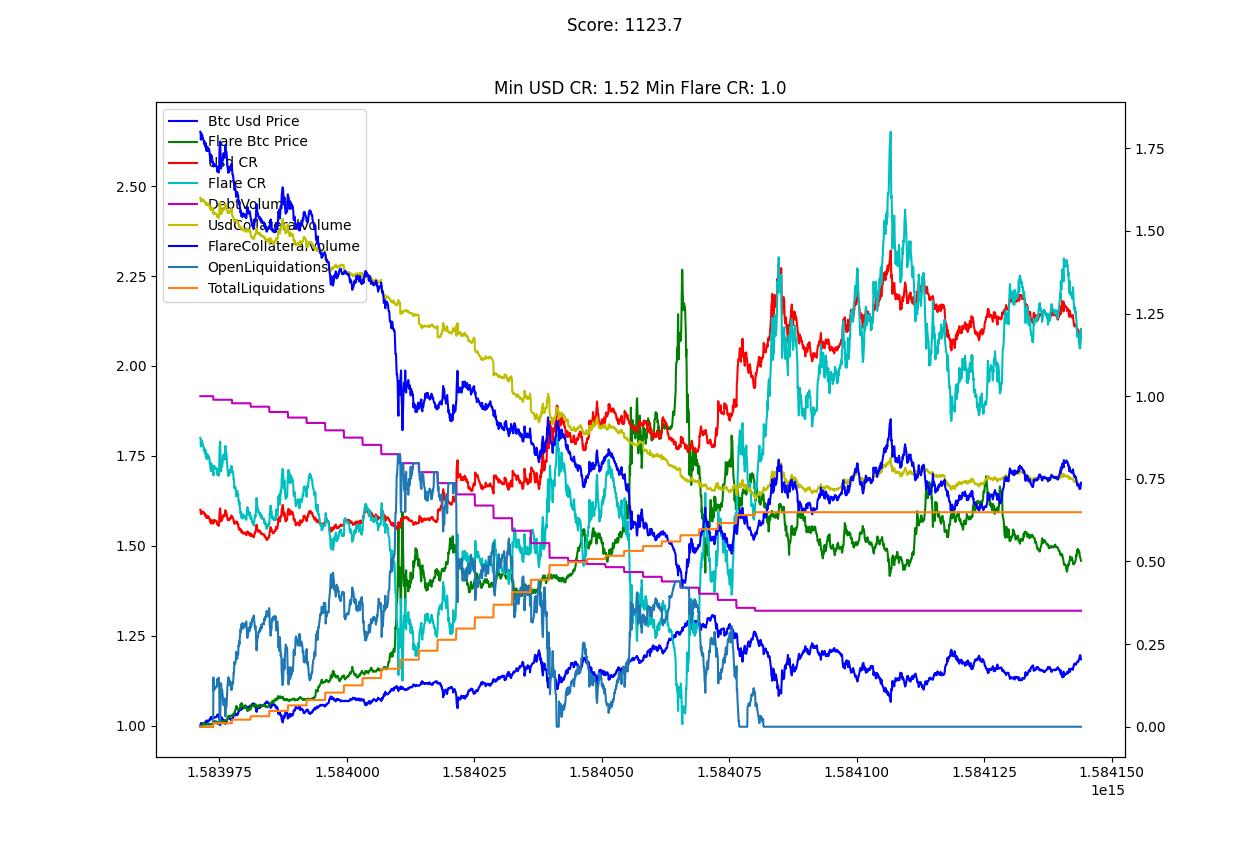 Score: 1123.7
Min USD CR: 1.52 Min Flare CR: 1.0
Btc Usd Price
Flare Btc Price
Usd CR
Flare CR
DebtVolume
UsdCollateralVolume
FlareCollateralVolume
OpenLiquidations
TotalLiquidations
2.50
2.25
2.00
1.75
1.50
1.25
1.00
1.75
1.50
1.25
1.00
0.75
0.50
0.25
0.00
1.583975 1.584000 1.584025 1.584050 1.584075 1.584100 1.584125 1.584150
1e15